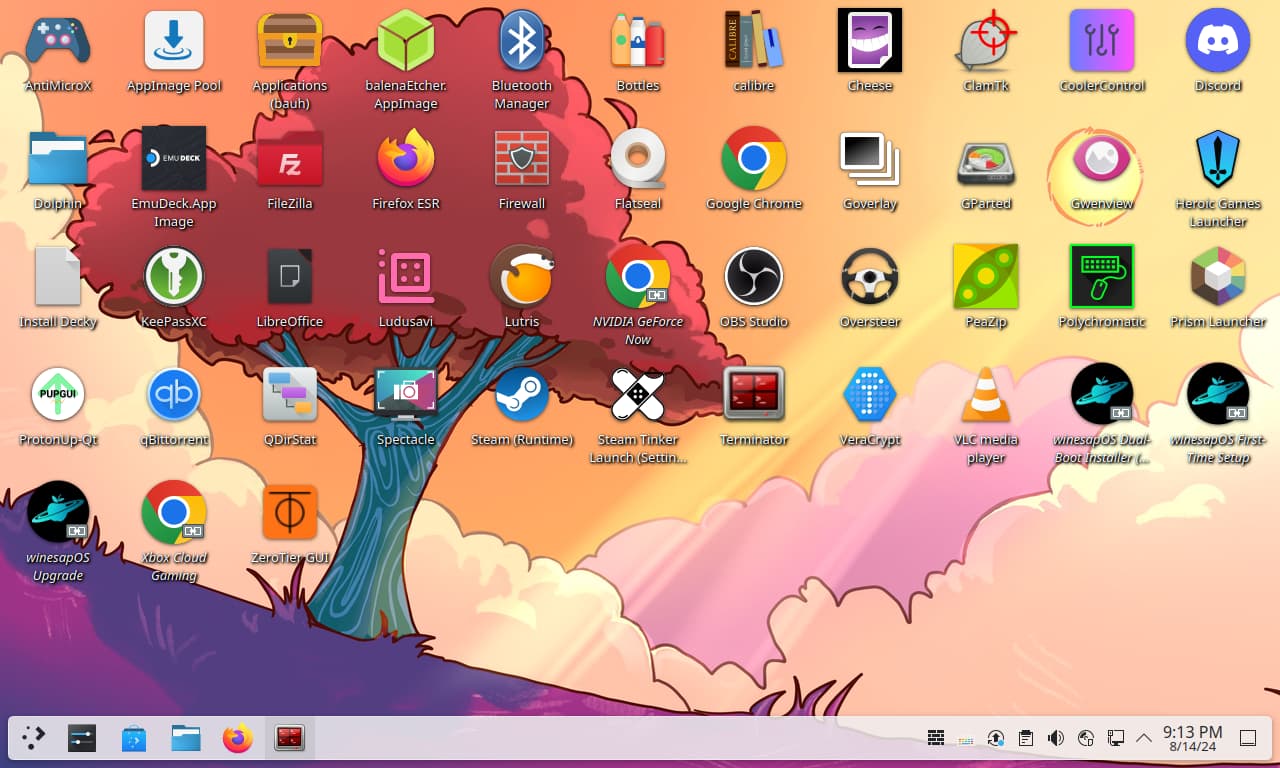 AntiMicroX
AppImage Pool
Applications
(bauh)
balenaEtcher.
AppImage
Bluetooth
Manager
Bottles
CALIBRE
calibre
Cheese
ClamTk
CoolerControl
Discord
Dolphin
EMUDECK
EmuDeck.App
Image
Fz
FileZilla
Firefox ESR
Firewall
Flatseal
Google Chrome
Goverlay
GParted
Gwenview
Heroic Games
Launcher
Install Decky
KeePassXC
LibreOffice
Ludusavi
Lutris
NVIDIA GeForce
Now
OBS Studio
Oversteer
PeaZip
Polychromatic
Prism Launcher
PUPGUI
ProtonUp-Qt
qb
qBittorrent
QDirStat
Spectacle
Steam (Runtime)
Steam Tinker
Launch (Settin...
Terminator
VeraCrypt
VLC media
player
winesapOS Dual-
Boot Installer (...
winesapOS First-
Time Setup
winesapOS
Upgrade
Xbox Cloud
Gaming
ZeroTier GUI
9:13 PM
8/14/24